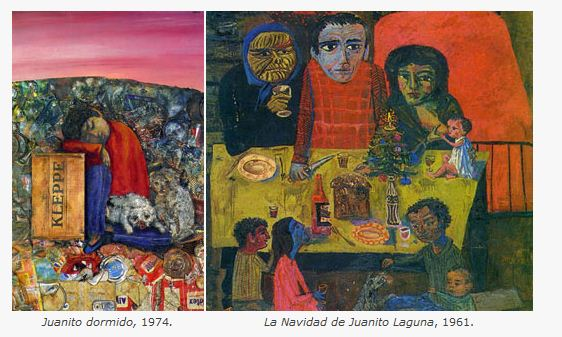 KLEPPE
Juanito dormido, 1974.
La Navidad de Juanito Laguna, 1961.